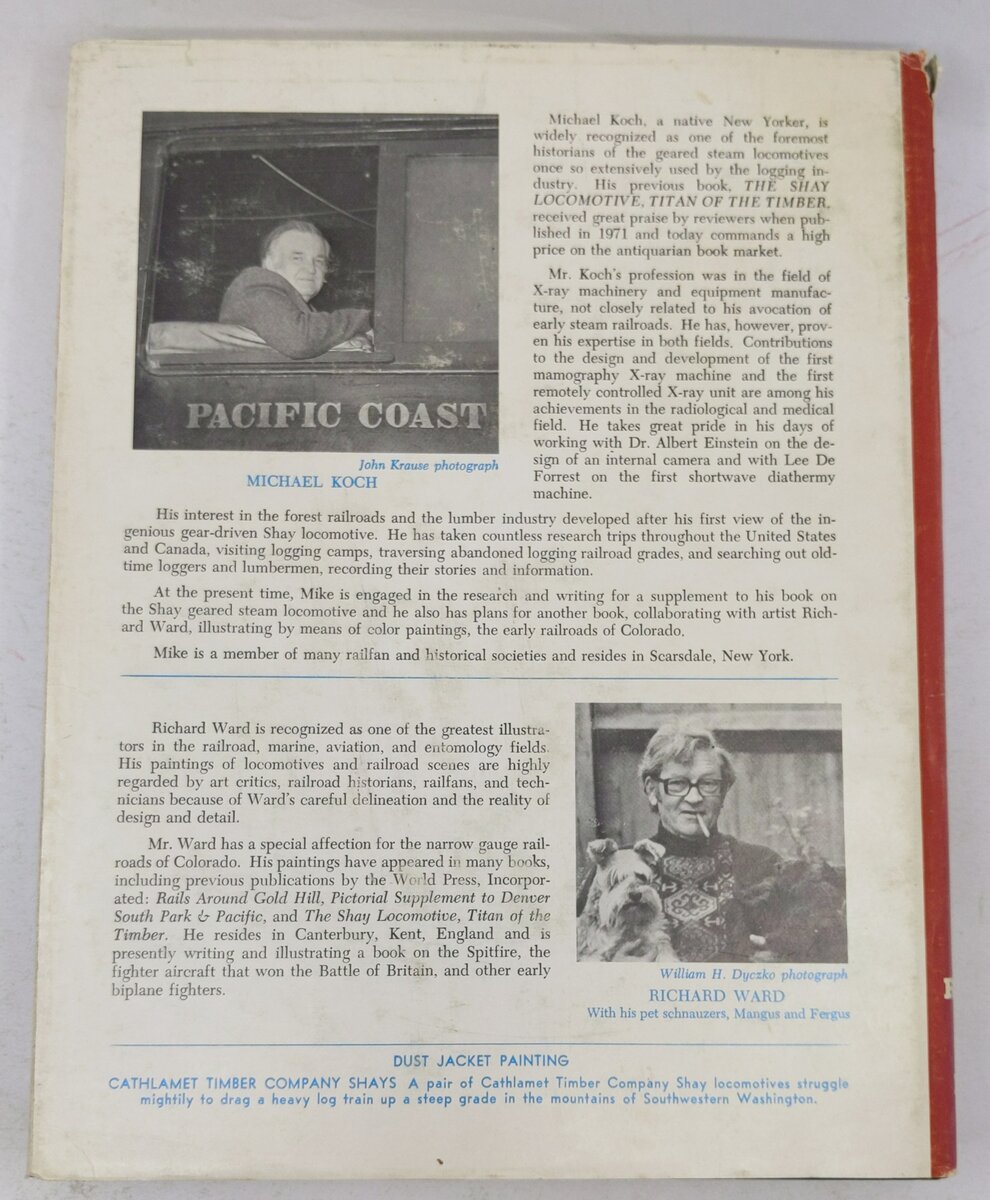 PACIFIC COAST
John Krause photograph
MICHAEL KOCH
Michael Koch, a native New Yorker, is
widely recognized as one of the foremost
historians of the geared steam locomotives
once so extensively used by the logging in-
dustry. His previous book, THE SHAY
LOCOMOTIVE, TITAN OF THE TIMBER,
received great praise by reviewers when pub-
lished in 1971 and today commands a high
price on the antiquarian book market.
Mr. Koch's profession was in the field of
X-ray machinery and equipment manufac-
ture, not closely related to his avocation of
early steam railroads. He has, however, prov-
en his expertise in both fields. Contributions
to the design and development of the first
mamography X-ray machine and the first
remotely controlled X-ray unit are among his
achievements in the radiological and medical
field. He takes great pride in his days of
working with Dr. Albert Einstein on the de-
sign of an internal camera and with Lee De
Forrest on the first shortwave diathermy
machine.
His interest in the forest railroads and the lumber industry developed after his first view of the in-
genious gear-driven Shay locomotive. He has taken countless research trips throughout the United States
and Canada, visiting logging camps, traversing abandoned logging railroad grades, and searching out old-
time loggers and lumbermen, recording their stories and information.
At the present time, Mike is engaged in the research and writing for a supplement to his book on
the Shay geared steam locomotive and he also has plans for another book, collaborating with artist Rich-
ard Ward, illustrating by means of color paintings, the early railroads of Colorado.
Mike is a member of many railfan and historical societies and resides in Scarsdale, New York.
Richard Ward is recognized as one of the greatest illustra-
tors in the railroad, marine, aviation, and entomology fields.
His paintings of locomotives and railroad scenes are highly
regarded by art critics, railroad historians, railfans, and tech-
nicians because of Ward's careful delineation and the reality of
design and detail.
Mr. Ward has a special affection for the narrow gauge rail-
roads of Colorado. His paintings have appeared in many books,
including previous publications by the World Press, Incorpor-
ated: Rails Around Gold Hill, Pictorial Supplement to Denver
South Park & Pacific, and The Shay Locomotive, Titan of the
Timber. He resides in Canterbury, Kent, England and is
presently writing and illustrating a book on the Spitfire, the
fighter aircraft that won the Battle of Britain, and other early
biplane fighters.
William H. Dyczko photograph
RICHARD WARD
With his pet schnauzers, Mangus and Fergus
DUST JACKET PAINTING
CATHLAMET TIMBER COMPANY SHAYS A pair of Cathlamet Timber Company Shay locomotives struggle
mightily to drag a heavy log train up a steep grade in the mountains of Southwestern Washington.